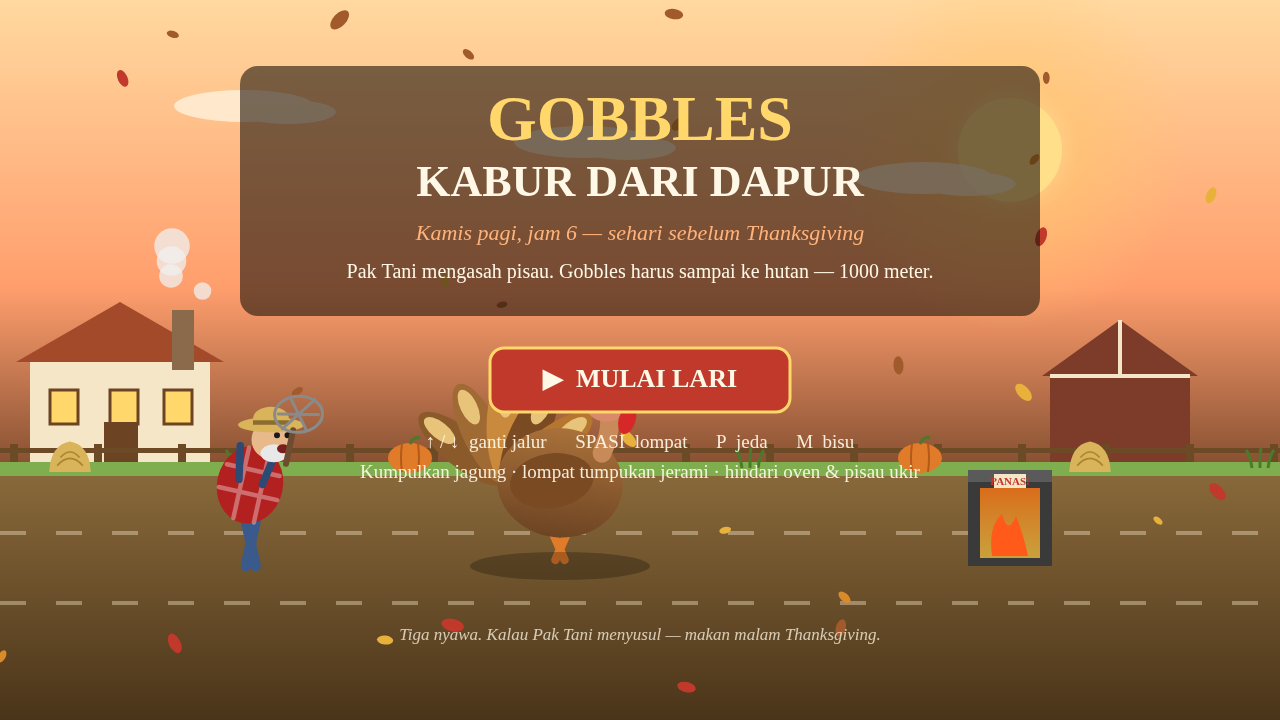 GOBBLES
KABUR DARI DAPUR
Kamis pagi, jam 6 — sehari sebelum Thanksgiving
Pak Tani mengasah pisau. Gobbles harus sampai ke hutan — 1000 meter.
▶ MULAI LARI
↑ / ↓ ganti jalur SPASI lompat P jeda M bisu
Kumpulkan jagung · lompat tumpukan jerami · hindari oven & pisau ukir
PANAS
Tiga nyawa. Kalau Pak Tani menyusul — makan malam Thanksgiving.